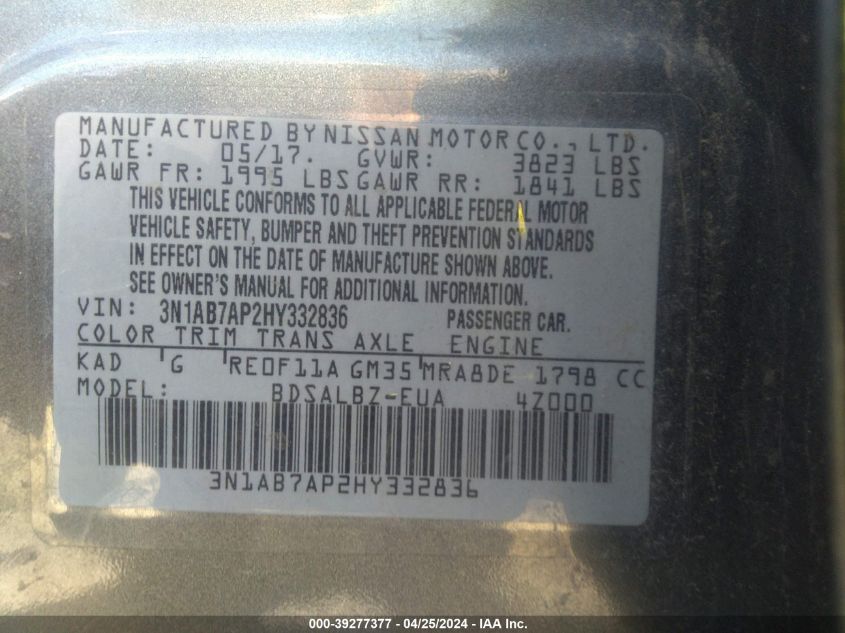 MANUFACTURED BY NISSAN MOTOR CO., LTD.
DATE: 05/17. GVWR: 3823 LBS
GAWR FR: 1995 LBS GAWR RR: 1841 LBS
THIS VEHICLE CONFORMS TO ALL APPLICABLE FEDERAL MOTOR
VEHICLE SAFETY, BUMPER AND THEFT PREVENTION STANDARDS
IN EFFECT ON THE DATE OF MANUFACTURE SHOWN ABOVE.
SEE OWNER'S MANUAL FOR ADDITIONAL INFORMATION.
VIN: 3N1AB7AP2HY332836 PASSENGER CAR.
COLOR TRIM TRANS AXLE ENGINE
KAD G RE0F11A GM35 MRA8DE 1798 CC
MODEL: BDSALBZ-EUA 4Z000
3N1AB7AP2HY332836
000-39277377 - 04/25/2024 - IAA Inc.